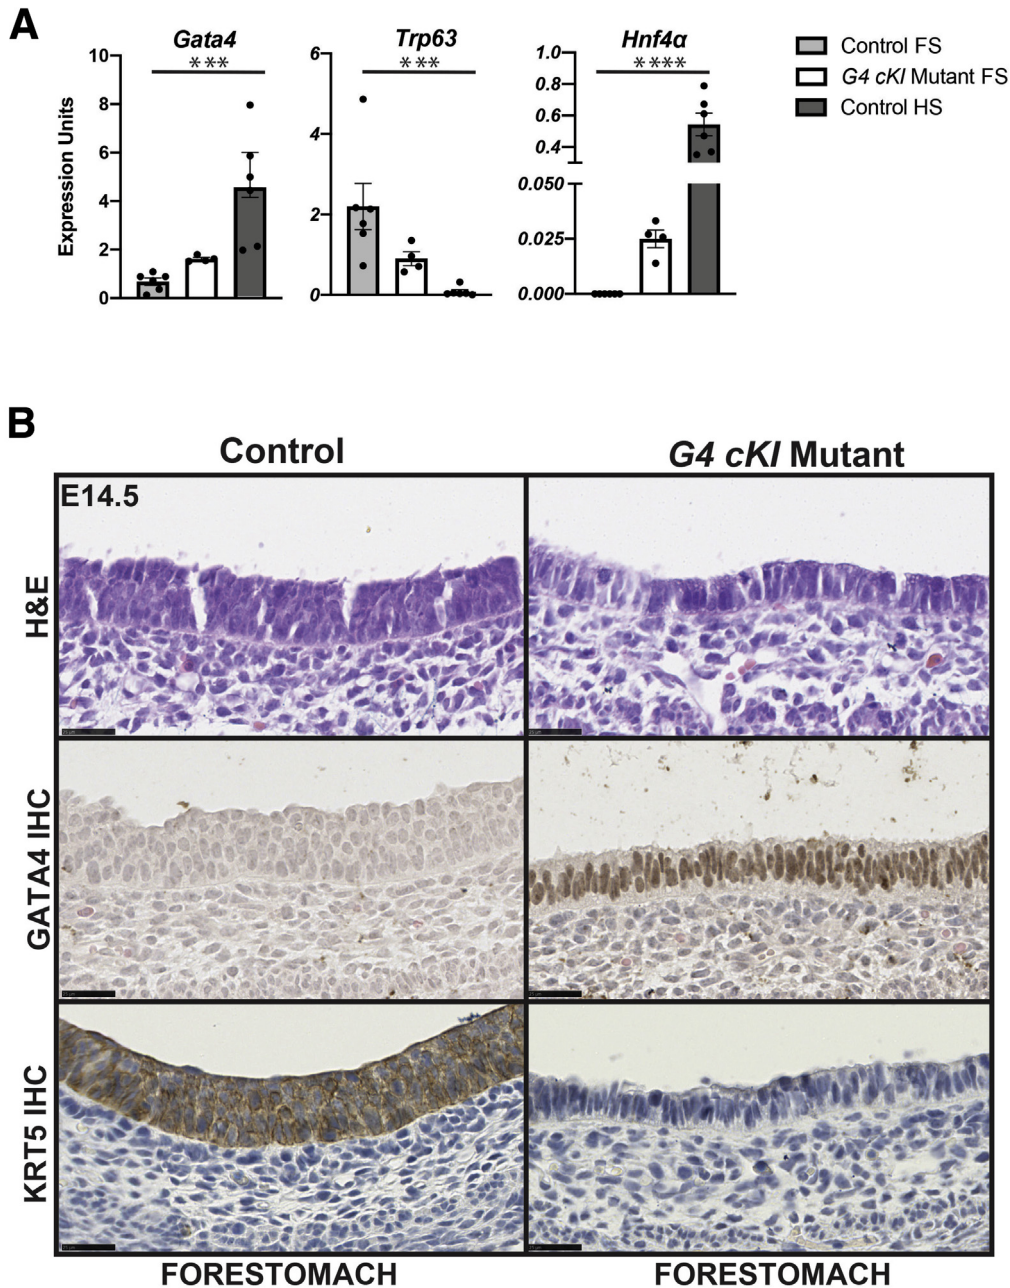 A
Gata4
***
Expression Units
10
8
6
4
2
0
Trp63
***
6
4
2
0
Hnf4α
****
1.0
0.8
0.6
0.4
0.050
0.025
0.000
Control FS
G4 cKI Mutant FS
Control HS
B
Control
G4 cKI Mutant
E14.5
H&E
GATA4 IHC
KRT5 IHC
FORESTOMACH
FORESTOMACH